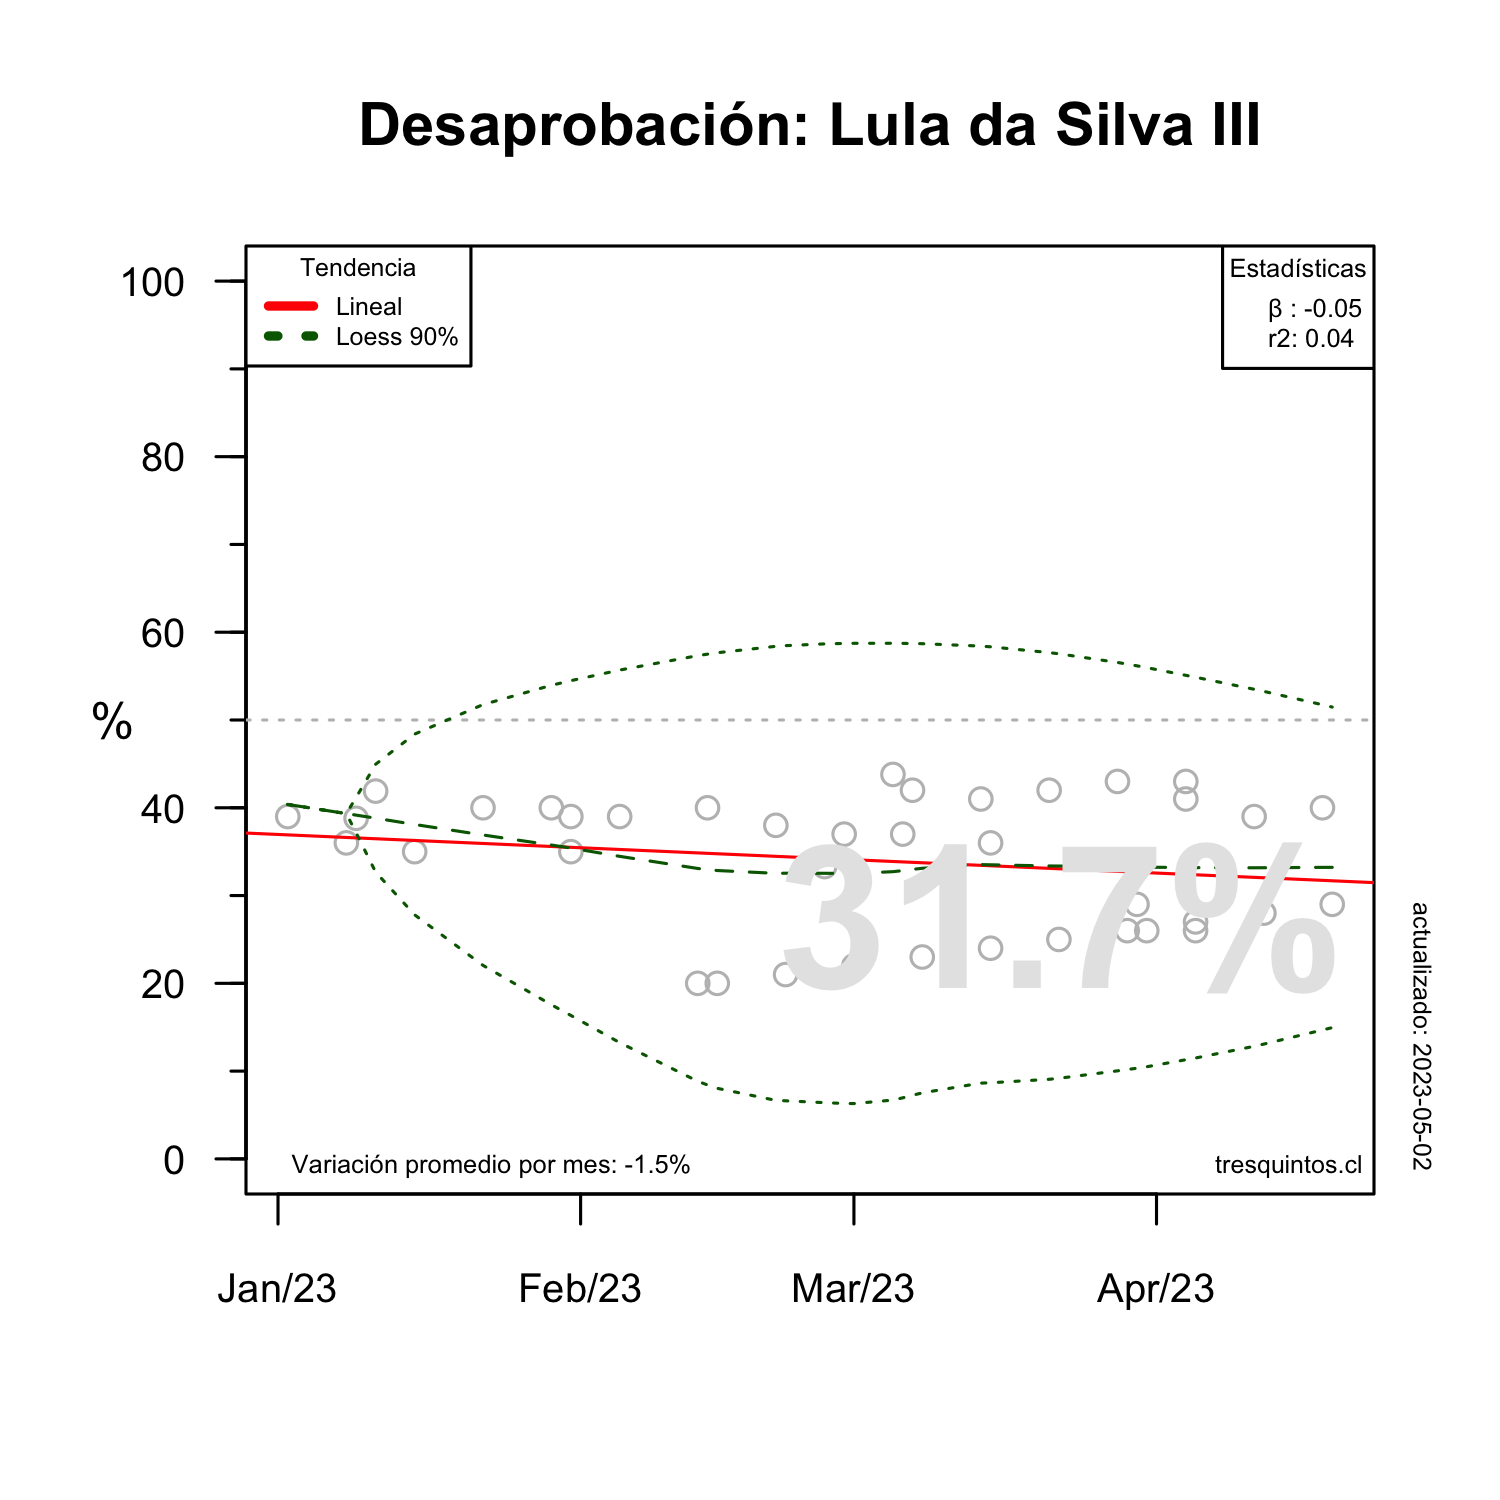 Desaprobación: Lula da Silva III
Tendencia
Lineal
Loess 90%
Estadísticas
β : -0.05
r2: 0.04
100
80
60
%
40
20
0
31.7%
Variación promedio por mes: -1.5%
tresquintos.cl
actualizado: 2023-05-02
Jan/23
Feb/23
Mar/23
Apr/23